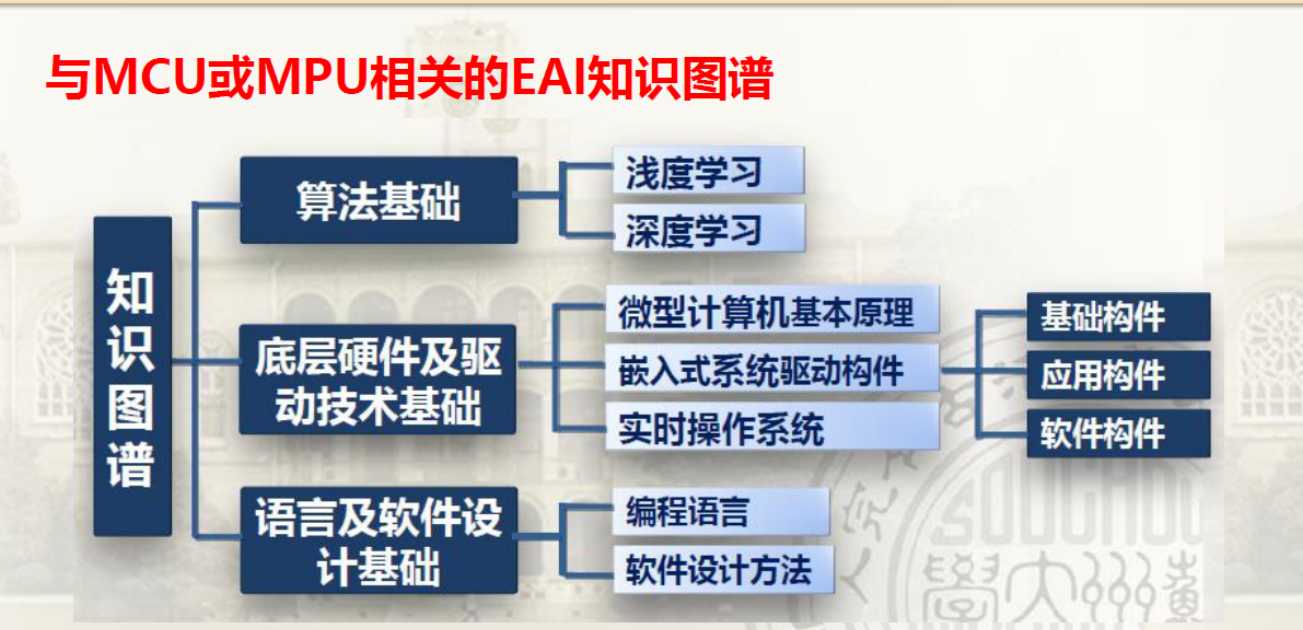 与MCU或MPU相关的EAI知识图谱
知
识
图
谱
算法基础
浅度学习
深度学习
底层硬件及驱
动技术基础
微型计算机基本原理
嵌入式系统驱动构件
实时操作系统
基础构件
应用构件
软件构件
语言及软件设
计基础
编程语言
软件设计方法